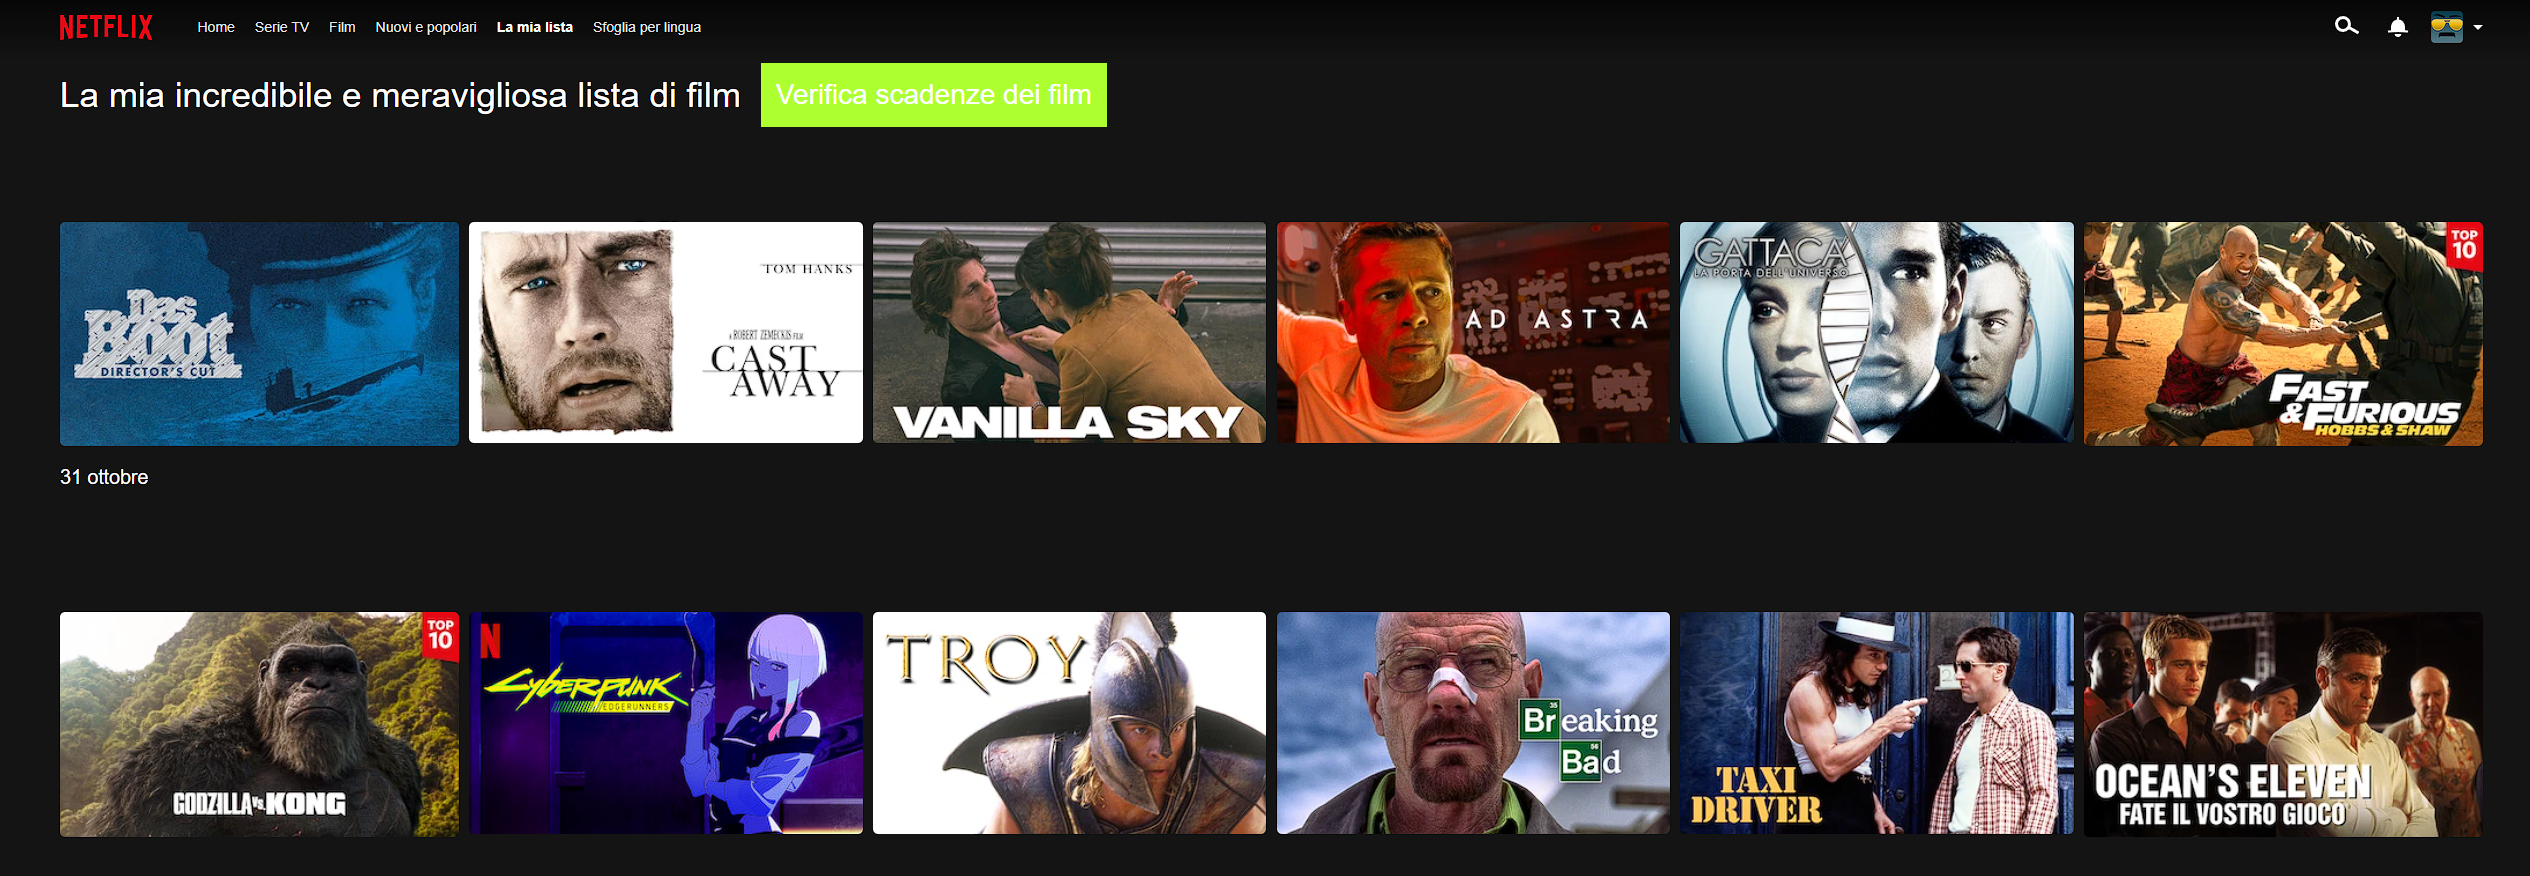 NETFLIX
Home Serie TV Film Nuovi e popolari La mia lista Sfoglia per lingua
La mia incredibile e meravigliosa lista di film Verifica scadenze dei film
Das
Boot
DIRECTOR'S CUT
TOM HANKS
A ROBERT ZEMECKIS FILM
CAST
AWAY
VANILLA SKY
AD ASTRA
GATTACA
LA PORTA DELL'UNIVERSO
TOP
10
FAST
& FURIOUS
HOBBS & SHAW
31 ottobre
TOP
10
GODZILLA VS. KONG
N
CYBERPUNK
EDGERUNNERS
TROY
35
Breaking
56
Bad
TAXI
DRIVER
OCEAN'S ELEVEN
FATE IL VOSTRO GIOCO